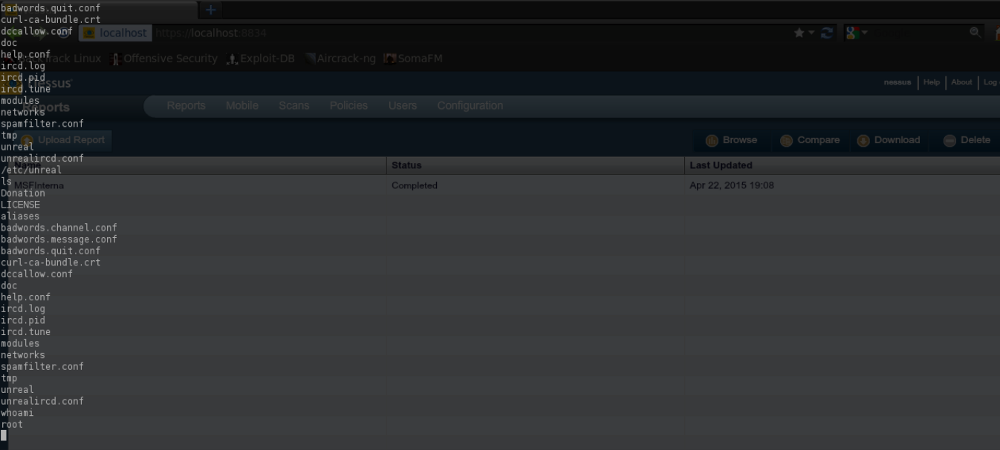 badwords.quit.conf
curl-ca-bundle.crt
dccallow.conf
doc
help.conf
ircd.log
ircd.pid
ircd.tune
modules
networks
spamfilter.conf
tmp
unreal
unrealircd.conf
/etc/unreal
ls
Donation
LICENSE
aliases
badwords.channel.conf
badwords.message.conf
badwords.quit.conf
curl-ca-bundle.crt
dccallow.conf
doc
help.conf
ircd.log
ircd.pid
ircd.tune
modules
networks
spamfilter.conf
tmp
unreal
unrealircd.conf
whoami
root
localhost https://localhost:8834
Linux Offensive Security Exploit-DB Aircrack-ng SomaFM
nessus Help About Log
Reports Reports Mobile Scans Policies Users Configuration
Upload Report Browse Compare Download Delete
Name Status Last Updated
MSFInterna Completed Apr 22, 2015 19:08